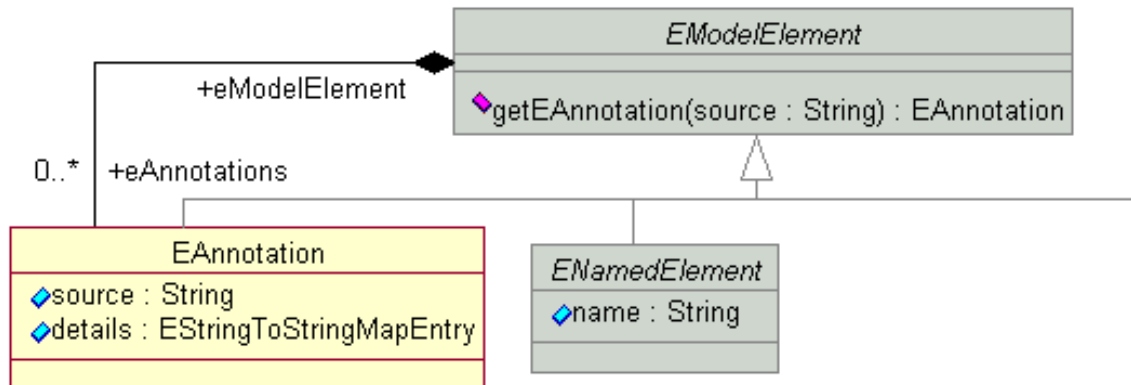 EModelElement
+eModelElement
getEAnnotation(source : String) : EAnnotation
0..* +eAnnotations
EAnnotation
source : String
details : EStringToStringMapEntry
ENamedElement
name : String